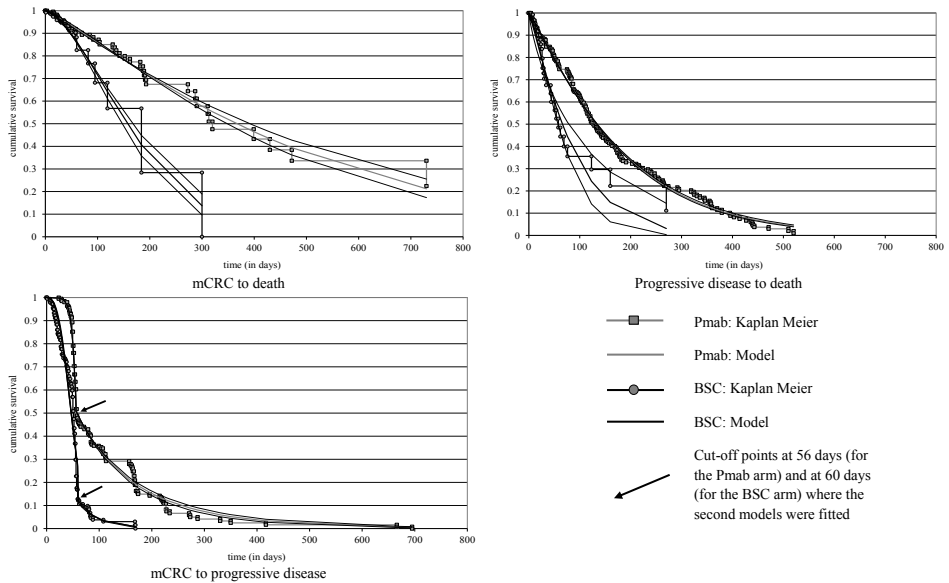 1
0.9
0.8
0.7
0.6
0.5
0.4
0.3
0.2
0.1
0
cumulative survival
0 100 200 300 400 500 600 700 800
time (in days)
mCRC to death
1
0.9
0.8
0.7
0.6
0.5
0.4
0.3
0.2
0.1
0
cumulative survival
0 100 200 300 400 500 600 700 800
time (in days)
Progressive disease to death
1
0.9
0.8
0.7
0.6
0.5
0.4
0.3
0.2
0.1
0
cumulative survival
0 100 200 300 400 500 600 700 800
time (in days)
mCRC to progressive disease
Pmab: Kaplan Meier
Pmab: Model
BSC: Kaplan Meier
BSC: Model
Cut-off points at 56 days (for
the Pmab arm) and at 60 days
(for the BSC arm) where the
second models were fitted